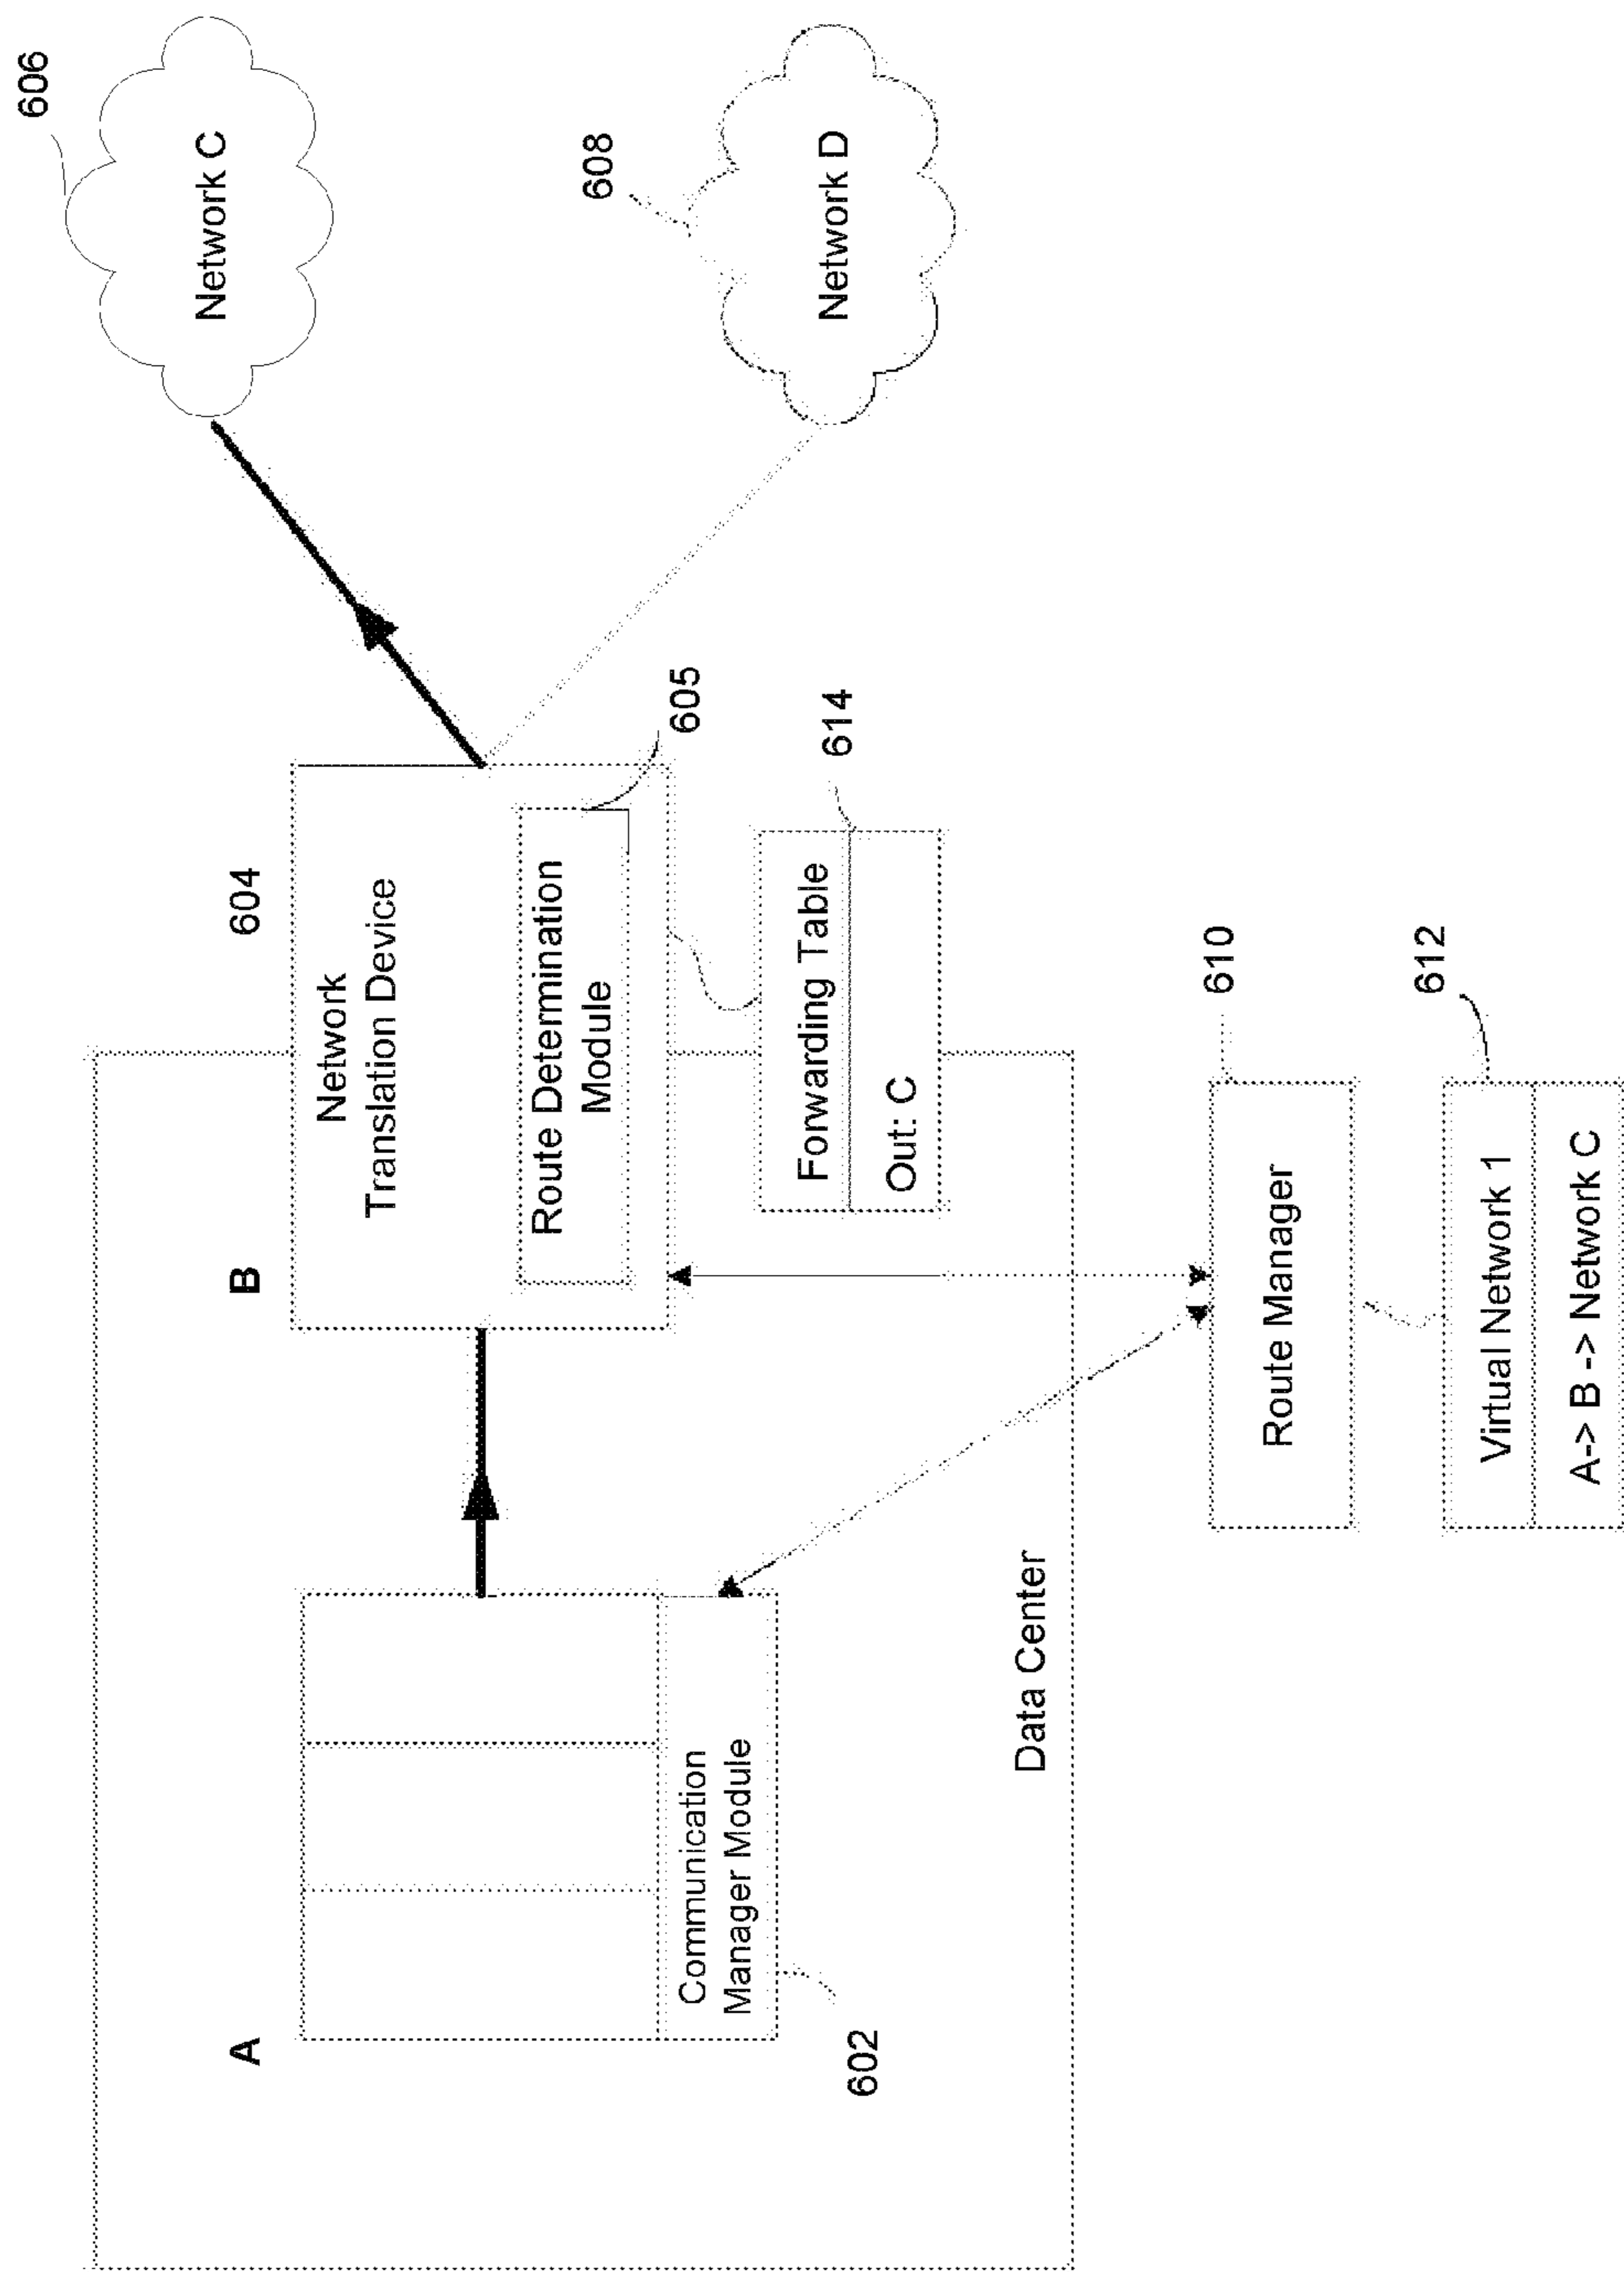 606
Network C
608
Network D
604
B
Network
Translation Device
Route Determination
Module
605
614
Forwarding Table
Out: C
A
Communication
Manager Module
602
Data Center
610
Route Manager
612
Virtual Network 1
A-> B -> Network C